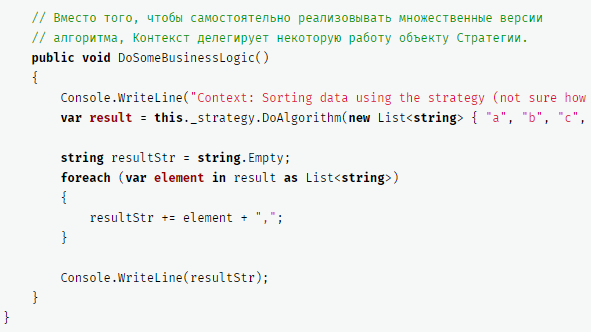 // Вместо того, чтобы самостоятельно реализовывать множественные версии
// алгоритма, Контекст делегирует некоторую работу объекту Стратегии.
public void DoSomeBusinessLogic()
{
Console.WriteLine("Context: Sorting data using the strategy (not sure how
var result = this._strategy.DoAlgorithm(new List<string> { "a", "b", "c",
string resultStr = string.Empty;
foreach (var element in result as List<string>)
{
resultStr += element + ",";
}
Console.WriteLine(resultStr);
}
}